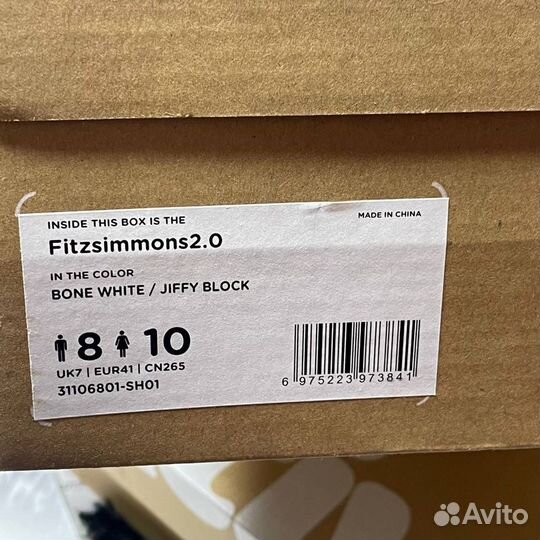 INSIDE THIS BOX IS THE
MADE IN CHINA
Fitzsimmons2.0
IN THE COLOR
BONE WHITE / JIFFY BLOCK
8 10
UK7 | EUR41 | CN265
31106801-SH01
6 975223 973841
Avito